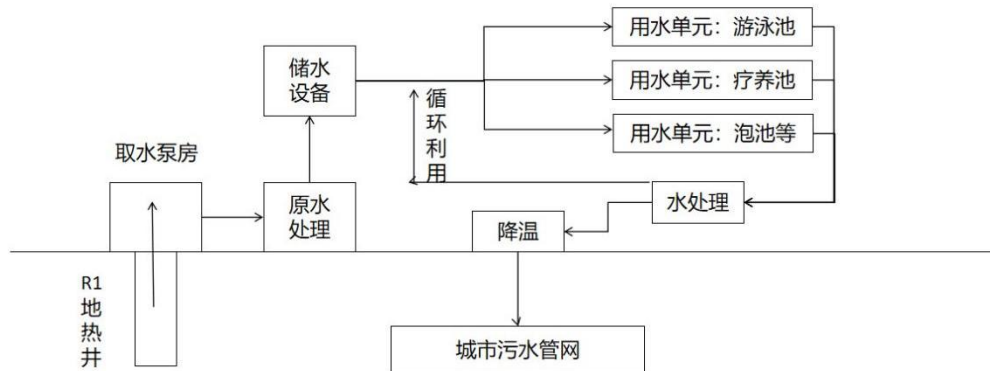 用水单元：游泳池
储水
设备
用水单元：疗养池
循环利用
用水单元：泡池等
取水泵房
原水
处理
水处理
降温
R1
地热井
城市污水管网